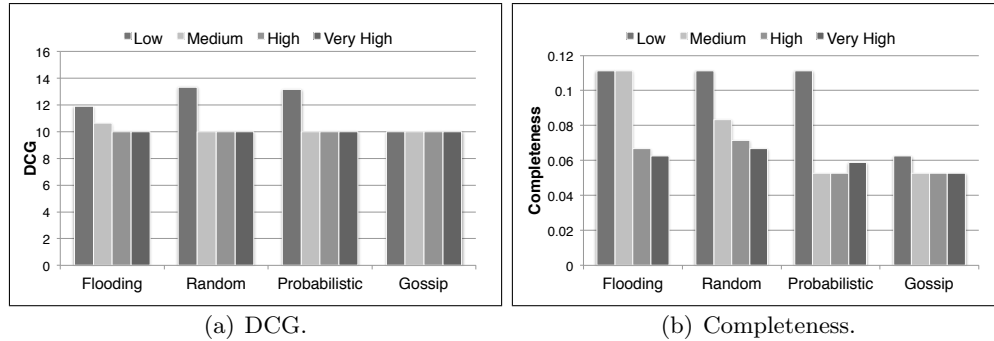 Low Medium High Very High
16
14
12
10
8
6
4
2
0
DCG
Flooding Random Probabilistic Gossip
(a) DCG.
Low Medium High Very High
0.12
0.1
0.08
0.06
0.04
0.02
0
Completeness
Flooding Random Probabilistic Gossip
(b) Completeness.